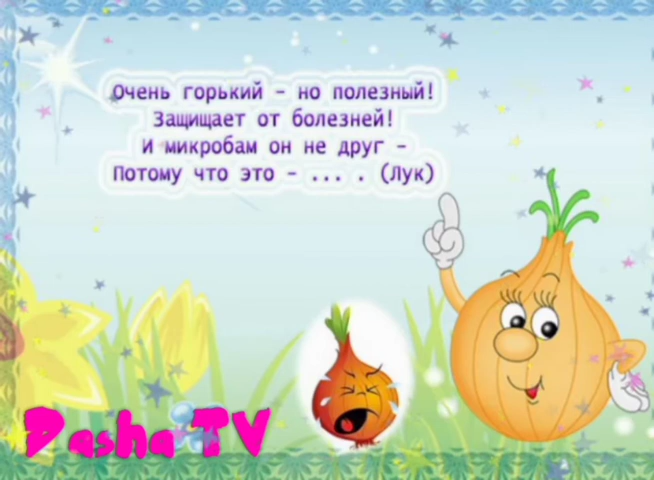 Очень горький - но полезный!
Защищает от болезней!
И микробам он не друг -
Потому что это - ... . (Лук)
Dasha TV